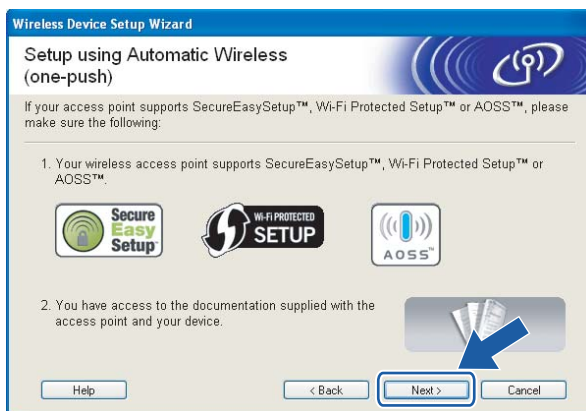 Wireless Device Setup Wizard
Setup using Automatic Wireless
(one-push)
If your access point supports SecureEasySetup™, Wi-Fi Protected Setup™ or AOSS™, please
make sure the following:
1. Your wireless access point supports SecureEasySetup™, Wi-Fi Protected Setup™ or
AOSS™.
Secure
Easy
Setup™
WI-FI PROTECTED
SETUP
AOSS™
2. You have access to the documentation supplied with the
access point and your device.
Help
< Back
Next >
Cancel